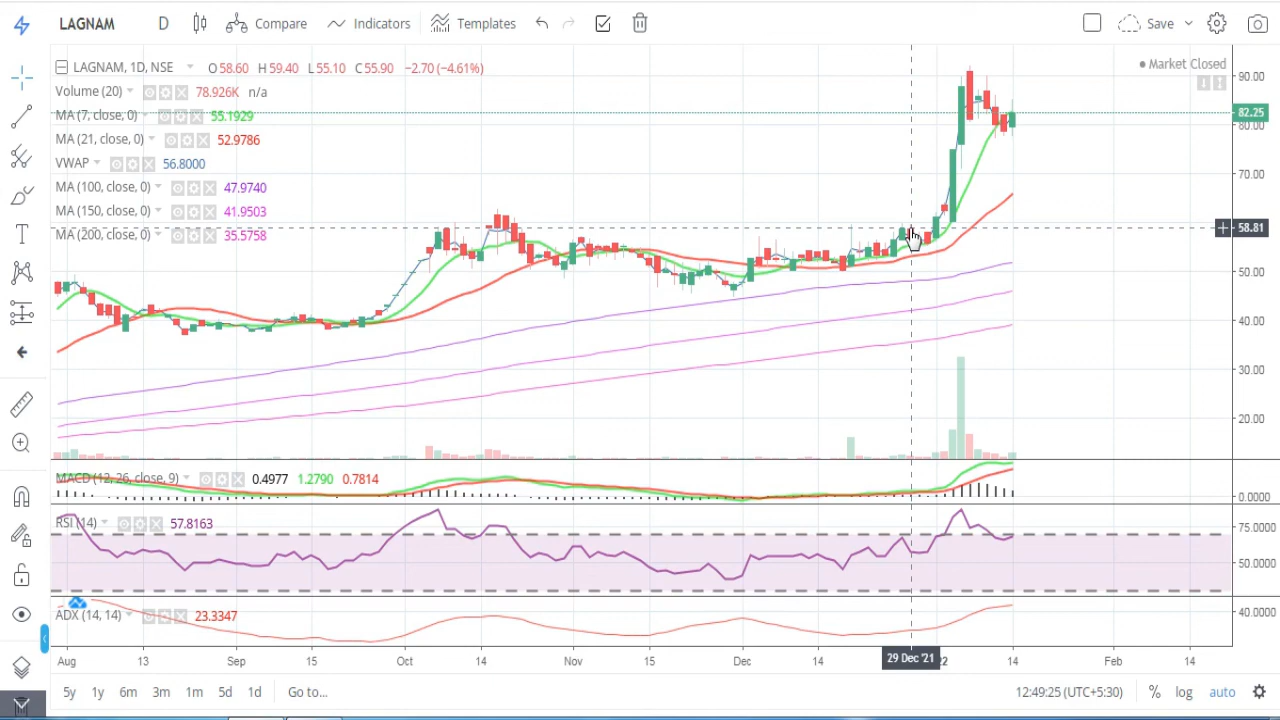 LAGNAM D Compare Indicators Templates Save
LAGNAM, 1D, NSE O58.60 H59.40 L55.10 C55.90 −2.70 (−4.61%)
Market Closed
Volume (20) 78.926K n/a
MA (7, close, 0) 55.1929
MA (21, close, 0) 52.9786
VWAP 56.8000
MA (100, close, 0) 47.9740
MA (150, close, 0) 41.9503
MA (200, close, 0) 35.5758
90.00
82.25
80.00
70.00
58.81
50.00
40.00
30.00
20.00
MACD (12, 26, close, 9) 0.4977 1.2790 0.7814
0.0000
RSI (14) 57.8163
75.0000
50.0000
ADX (14, 14) 23.3347
40.0000
Aug 13 Sep 15 Oct 14 Nov 15 Dec 14 29 Dec '21 22 14 Feb 14
5y 1y 6m 3m 1m 5d 1d Go to... 12:49:25 (UTC+5:30) % log auto